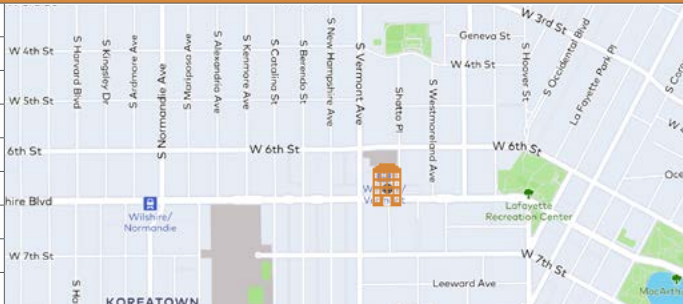 W 3rd St
Geneva St
W 4th St
W 4th St
S Harvard Blvd
S Kingsley Dr
S Ardmore Ave
S Normandie Ave
S Mariposa Ave
S Alexandria Ave
S Kenmore Ave
S Catalina St
S Berendo St
S New Hampshire Ave
S Vermont Ave
Shatto Pl
S Westmoreland Ave
S Hoover St
S Occidental Blvd
La Fayette Park Pl
W 5th St
6th St
W 6th St
W 6th St
hire Blvd
Wilshire/
Normandie
Lafayette
Recreation Center
W 7th St
W 7th St
Leeward Ave
KOREATOWN
MacArth